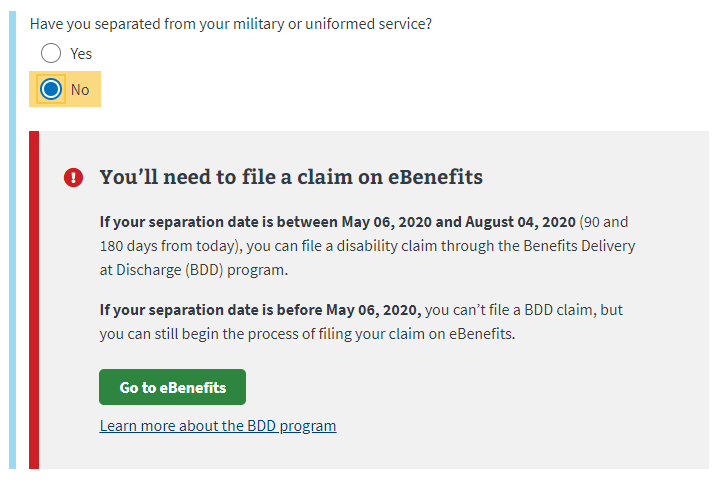 Have you separated from your military or uniformed service?
Yes
No
You’ll need to file a claim on eBenefits
If your separation date is between May 06, 2020 and August 04, 2020 (90 and
180 days from today), you can file a disability claim through the Benefits Delivery
at Discharge (BDD) program.
If your separation date is before May 06, 2020, you can’t file a BDD claim, but
you can still begin the process of filing your claim on eBenefits.
Go to eBenefits
Learn more about the BDD program